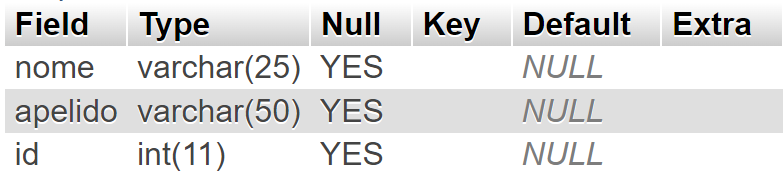 Field Type Null Key Default Extra
nome varchar(25) YES NULL
apelido varchar(50) YES NULL
id int(11) YES NULL